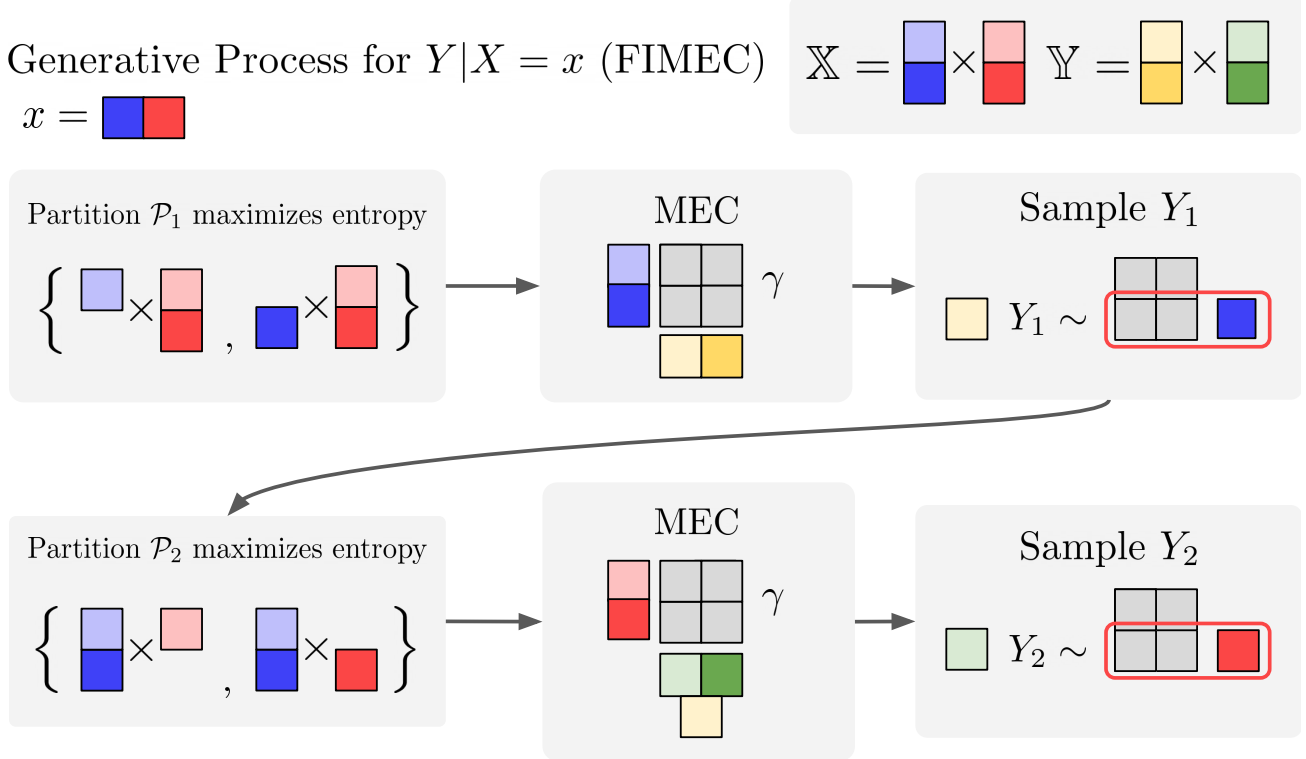 Generative Process for Y|X = x (FIMEC)
x =
𝕏 = × 𝕐 = ×
Partition 𝒫₁ maximizes entropy
{ × , × }
MEC
γ
Sample Y₁
Y₁ ∼
Partition 𝒫₂ maximizes entropy
{ × , × }
MEC
γ
Sample Y₂
Y₂ ∼